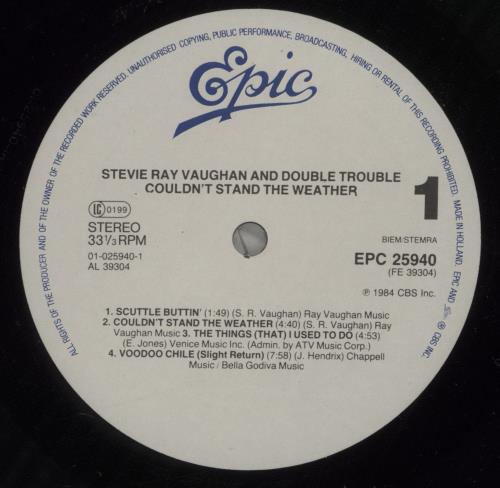 ALL RIGHTS OF THE PRODUCER AND OF THE OWNER OF THE RECORDED WORK RESERVED. UNAUTHORISED COPYING, PUBLIC PERFORMANCE, BROADCASTING, HIRING OR RENTAL OF THIS RECORDING PROHIBITED. MADE IN HOLLAND. EPIC AND ® CBS INC.
Epic
STEVIE RAY VAUGHAN AND DOUBLE TROUBLE
COULDN'T STAND THE WEATHER
1
LC 0199
STEREO
33⅓ RPM
01-025940-1
AL 39304
BIEM/STEMRA
EPC 25940
(FE 39304)
℗ 1984 CBS Inc.
1. SCUTTLE BUTTIN' (1:49) (S. R. Vaughan) Ray Vaughan Music
2. COULDN'T STAND THE WEATHER (4:40) (S. R. Vaughan) Ray
Vaughan Music 3. THE THINGS (THAT) I USED TO DO (4:53)
(E. Jones) Venice Music Inc. (Admin. by ATV Music Corp.)
4. VOODOO CHILE (Slight Return) (7:58) (J. Hendrix) Chappell
Music / Bella Godiva Music